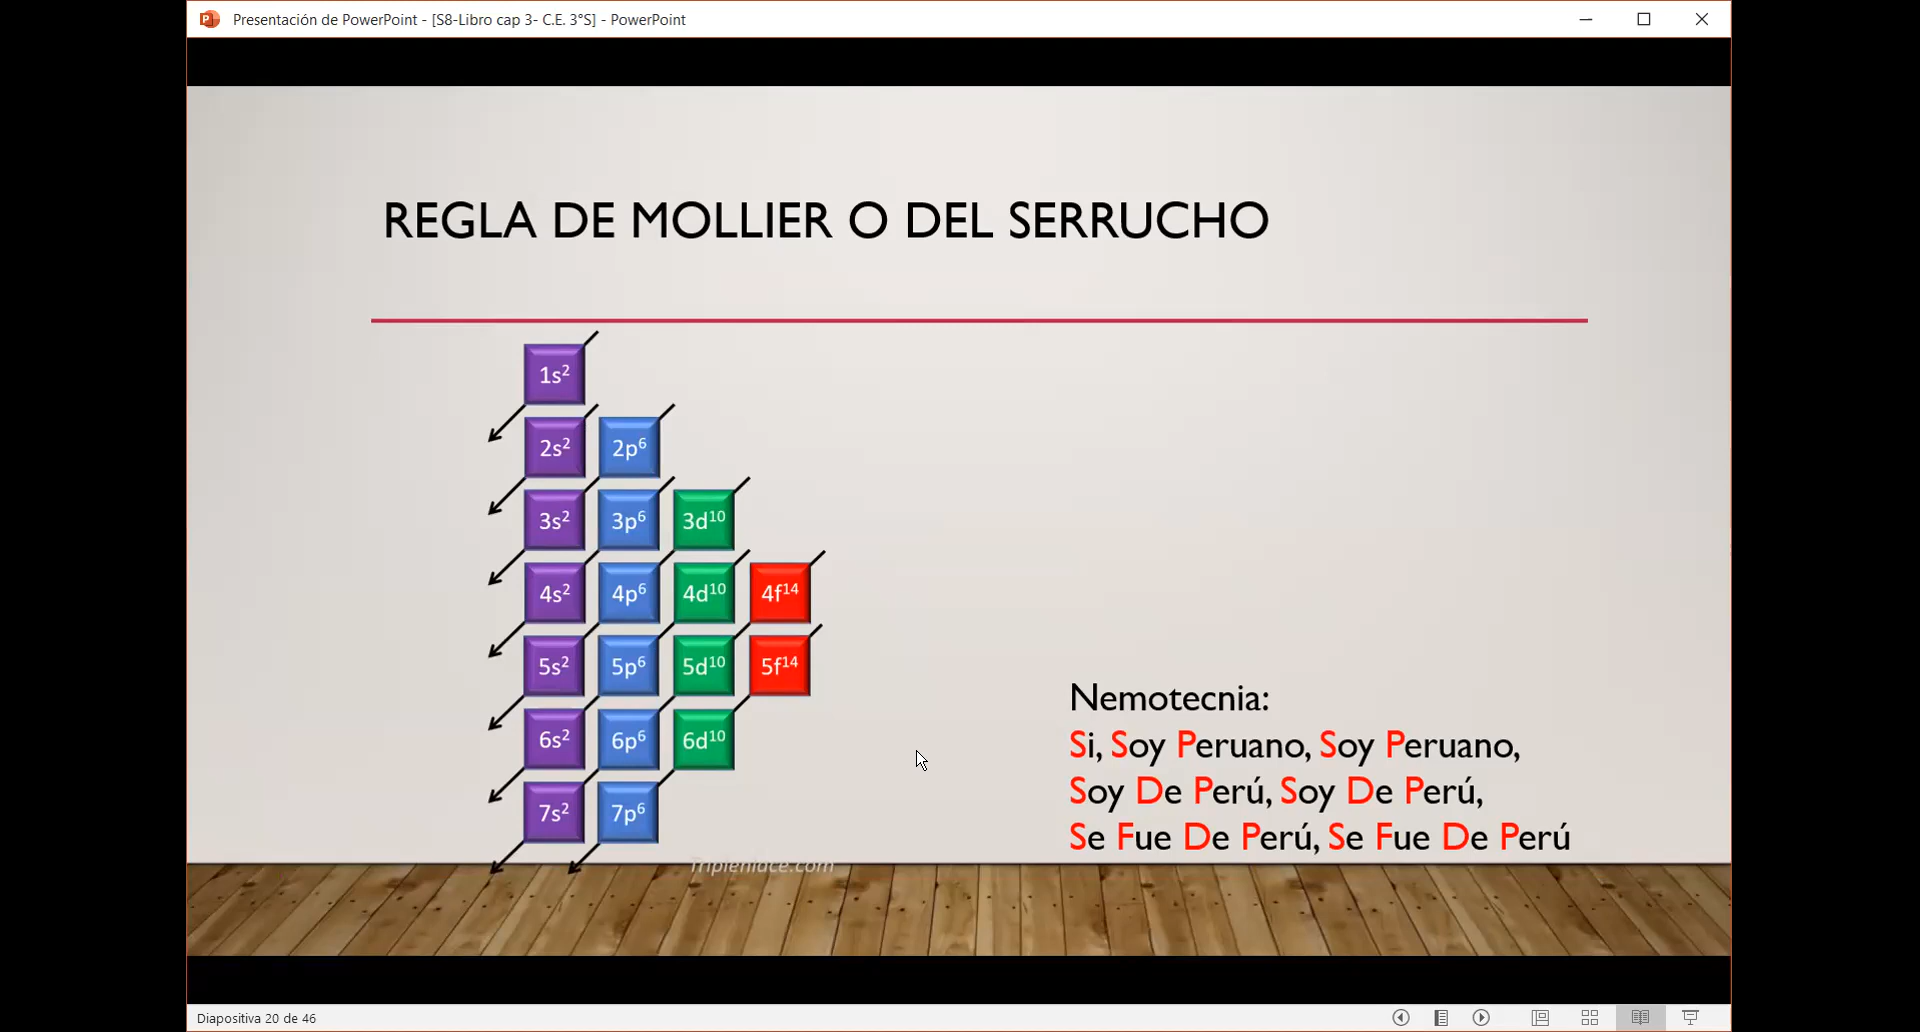 Presentación de PowerPoint - [S8-Libro cap 3- C.E. 3°S] - PowerPoint
REGLA DE MOLLIER O DEL SERRUCHO
1s²
2s² 2p⁶
3s² 3p⁶ 3d¹⁰
4s² 4p⁶ 4d¹⁰ 4f¹⁴
5s² 5p⁶ 5d¹⁰ 5f¹⁴
6s² 6p⁶ 6d¹⁰
7s² 7p⁶
Triplenlace.com
Nemotecnia:
Si, Soy Peruano, Soy Peruano,
Soy De Perú, Soy De Perú,
Se Fue De Perú, Se Fue De Perú
Diapositiva 20 de 46